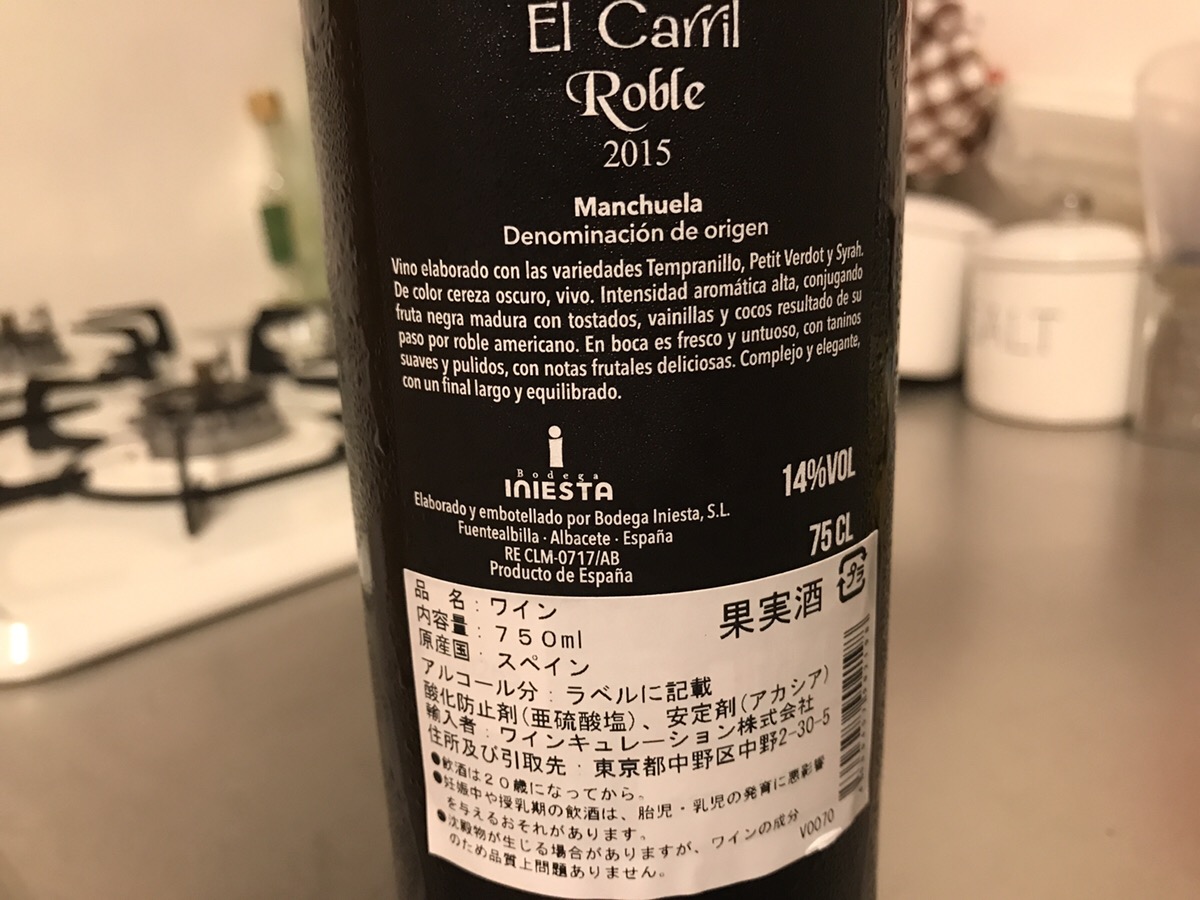 El Carril
Roble
2015
Manchuela
Denominación de origen
Vino elaborado con las variedades Tempranillo, Petit Verdot y Syrah.
De color cereza oscuro, vivo. Intensidad aromática alta, conjugando
fruta negra madura con tostados, vainillas y cocos resultado de su
paso por roble americano. En boca es fresco y untuoso, con taninos
suaves y pulidos, con notas frutales deliciosas. Complejo y elegante,
con un final largo y equilibrado.
Bodega
INIESTA
14%VOL
Elaborado y embotellado por Bodega Iniesta, S.L.
Fuentealbilla · Albacete · España
75 CL
RE CLM-0717/AB
Producto de España
品 名 : ワイン
果実酒
プラ
内容量 : 750ml
原産国 : スペイン
アルコール分 : ラベルに記載
酸化防止剤(亜硫酸塩)、安定剤(アカシア)
輸入者 : ワインキュレーション株式会社
住所及び引取先 : 東京都中野区中野2-30-5
●飲酒は20歳になってから。
●妊娠中や授乳期の飲酒は、胎児・乳児の発育に悪影響
を与えるおそれがあります。
●沈殿物が生じる場合がありますが、ワインの成分
のため品質上問題ありません。
V0070
ALT